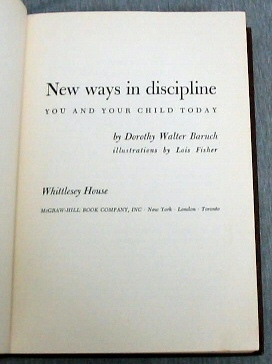 New ways in discipline
YOU AND YOUR CHILD TODAY
by Dorothy Walter Baruch
illustrations by Lois Fisher
Whittlesey House
McGRAW-HILL BOOK COMPANY, INC · New York · London · Toronto